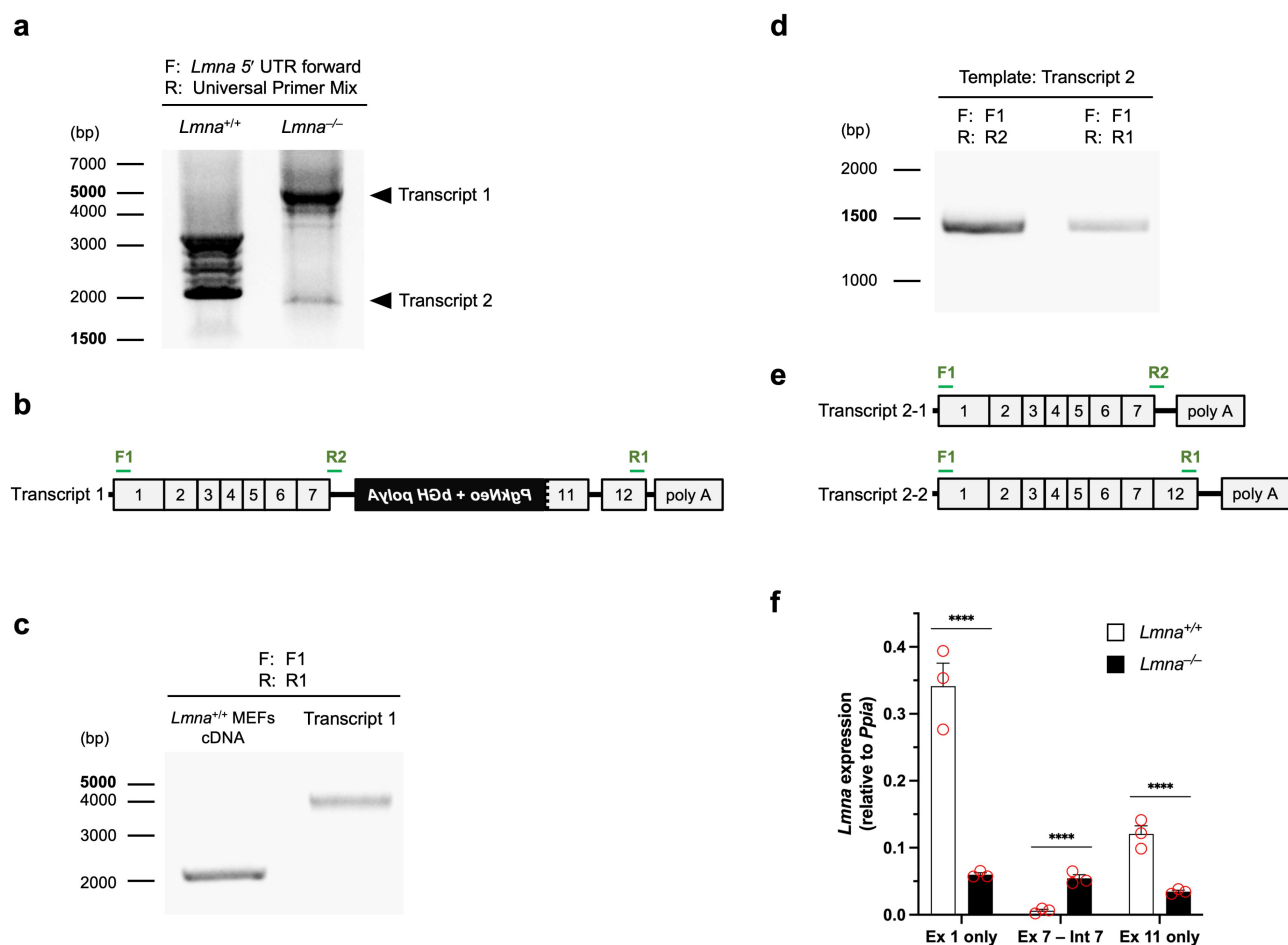 a
F: Lmna 5′ UTR forward
R: Universal Primer Mix
(bp)
Lmna+/+
Lmna–/–
7000
5000
4000
3000
2000
1500
Transcript 1
Transcript 2
b
F1
R2
R1
Transcript 1
1 2 3 4 5 6 7 PgkNeo + bGH polyA 11 12 poly A
c
F: F1
R: R1
(bp)
Lmna+/+ MEFs
cDNA
Transcript 1
5000
4000
3000
2000
d
Template: Transcript 2
(bp)
F: F1
R: R2
F: F1
R: R1
2000
1500
1000
e
F1
R2
Transcript 2-1
1 2 3 4 5 6 7 poly A
F1
R1
Transcript 2-2
1 2 3 4 5 6 7 12 poly A
f
Lmna expression
(relative to Ppia)
0.4
0.3
0.2
0.1
0.0
****
****
****
Lmna+/+
Lmna–/–
Ex 1 only
Ex 7 – Int 7
Ex 11 only